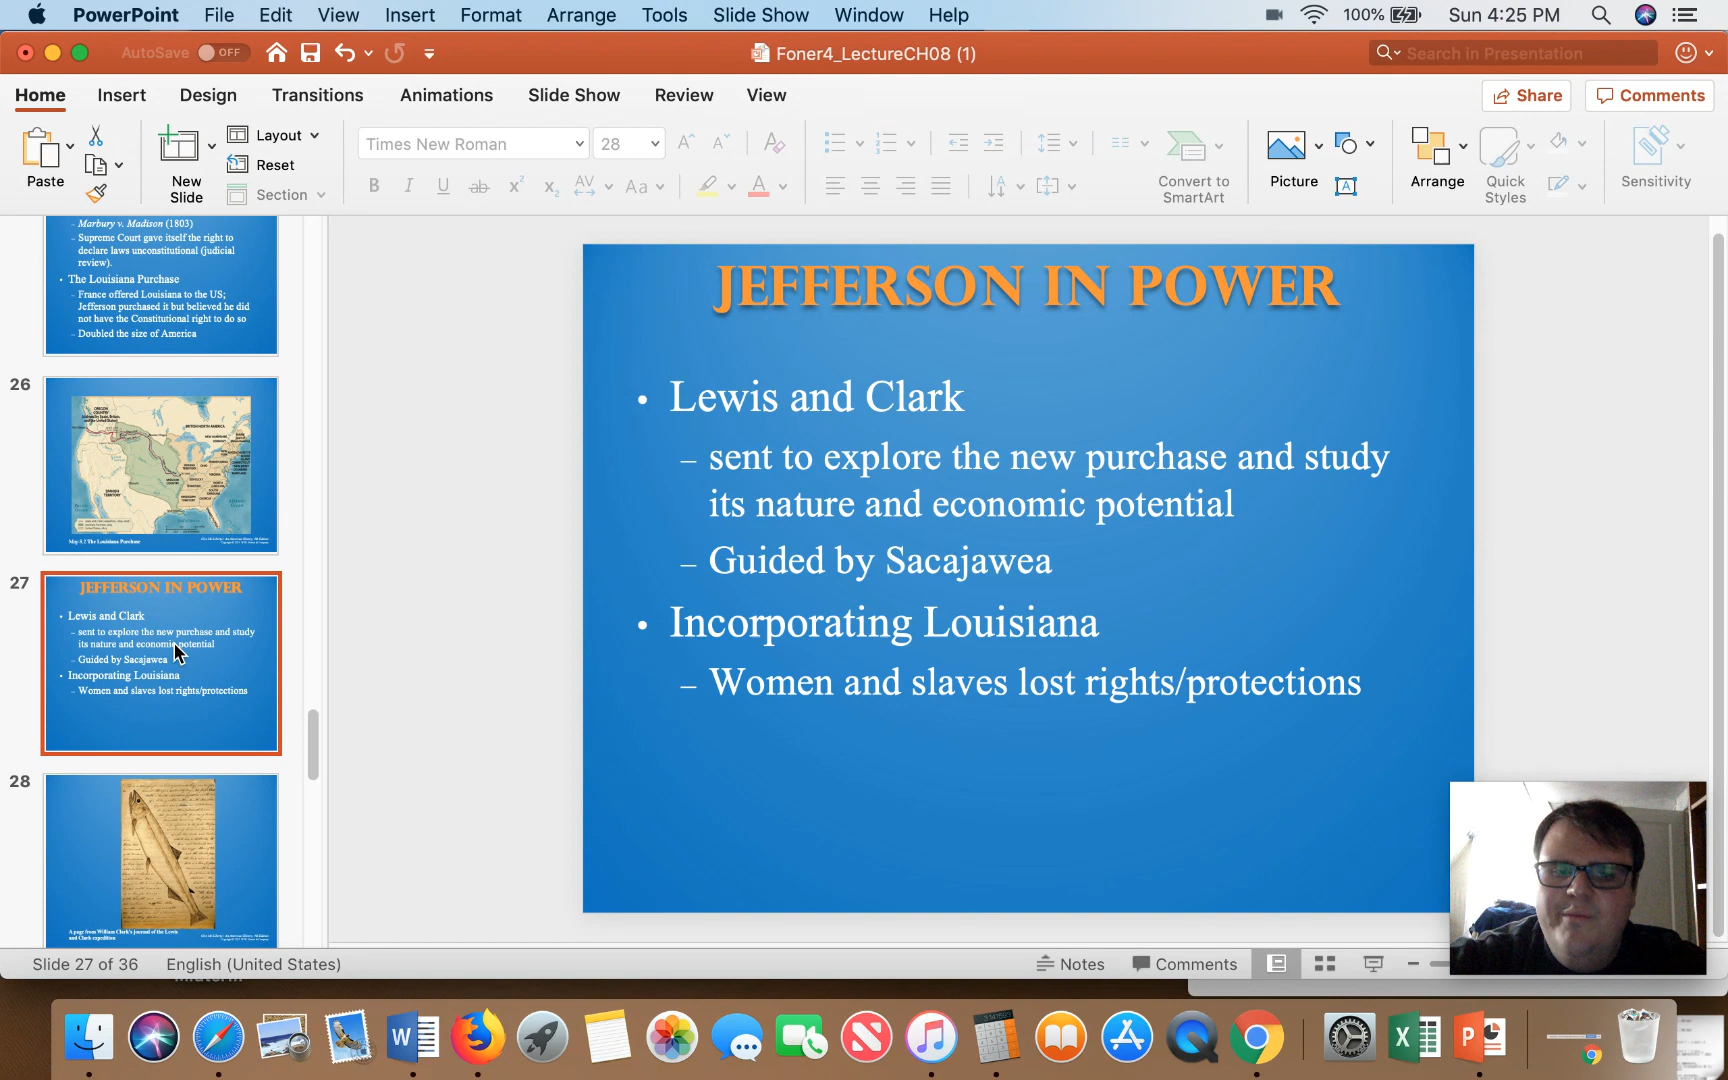 PowerPoint File Edit View Insert Format Arrange Tools Slide Show Window Help 100% Sun 4:25 PM
AutoSave OFF Foner4_LectureCH08 (1) Search in Presentation
Home Insert Design Transitions Animations Slide Show Review View Share Comments
Paste New Slide Layout Reset Section Times New Roman 28 Convert to SmartArt Picture Arrange Quick Styles Sensitivity
Marbury v. Madison (1803)
- Supreme Court gave itself the right to
declare laws unconstitutional (judicial
review).
• The Louisiana Purchase
- France offered Louisiana to the US;
Jefferson purchased it but believed he did
not have the Constitutional right to do so
- Doubled the size of America
26
Map 8.2 The Louisiana Purchase
27
JEFFERSON IN POWER
• Lewis and Clark
- sent to explore the new purchase and study
its nature and economic potential
- Guided by Sacajawea
• Incorporating Louisiana
- Women and slaves lost rights/protections
28
A page from William Clark's journal of the Lewis
and Clark expedition
JEFFERSON IN POWER
• Lewis and Clark
– sent to explore the new purchase and study
its nature and economic potential
– Guided by Sacajawea
• Incorporating Louisiana
– Women and slaves lost rights/protections
Slide 27 of 36 English (United States) Notes Comments